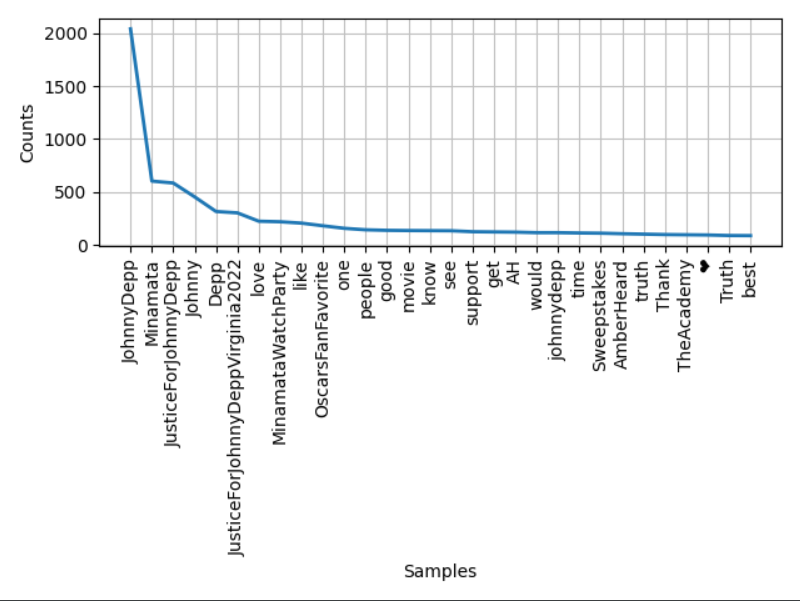 2000
1500
1000
500
0
Counts
JohnnyDepp
Minamata
JusticeForJohnnyDepp
Johnny
Depp
JusticeForJohnnyDeppVirginia2022
love
MinamataWatchParty
like
OscarsFanFavorite
one
people
good
movie
know
see
support
get
AH
would
johnnydepp
time
Sweepstakes
AmberHeard
truth
Thank
TheAcademy
❤
Truth
best
Samples